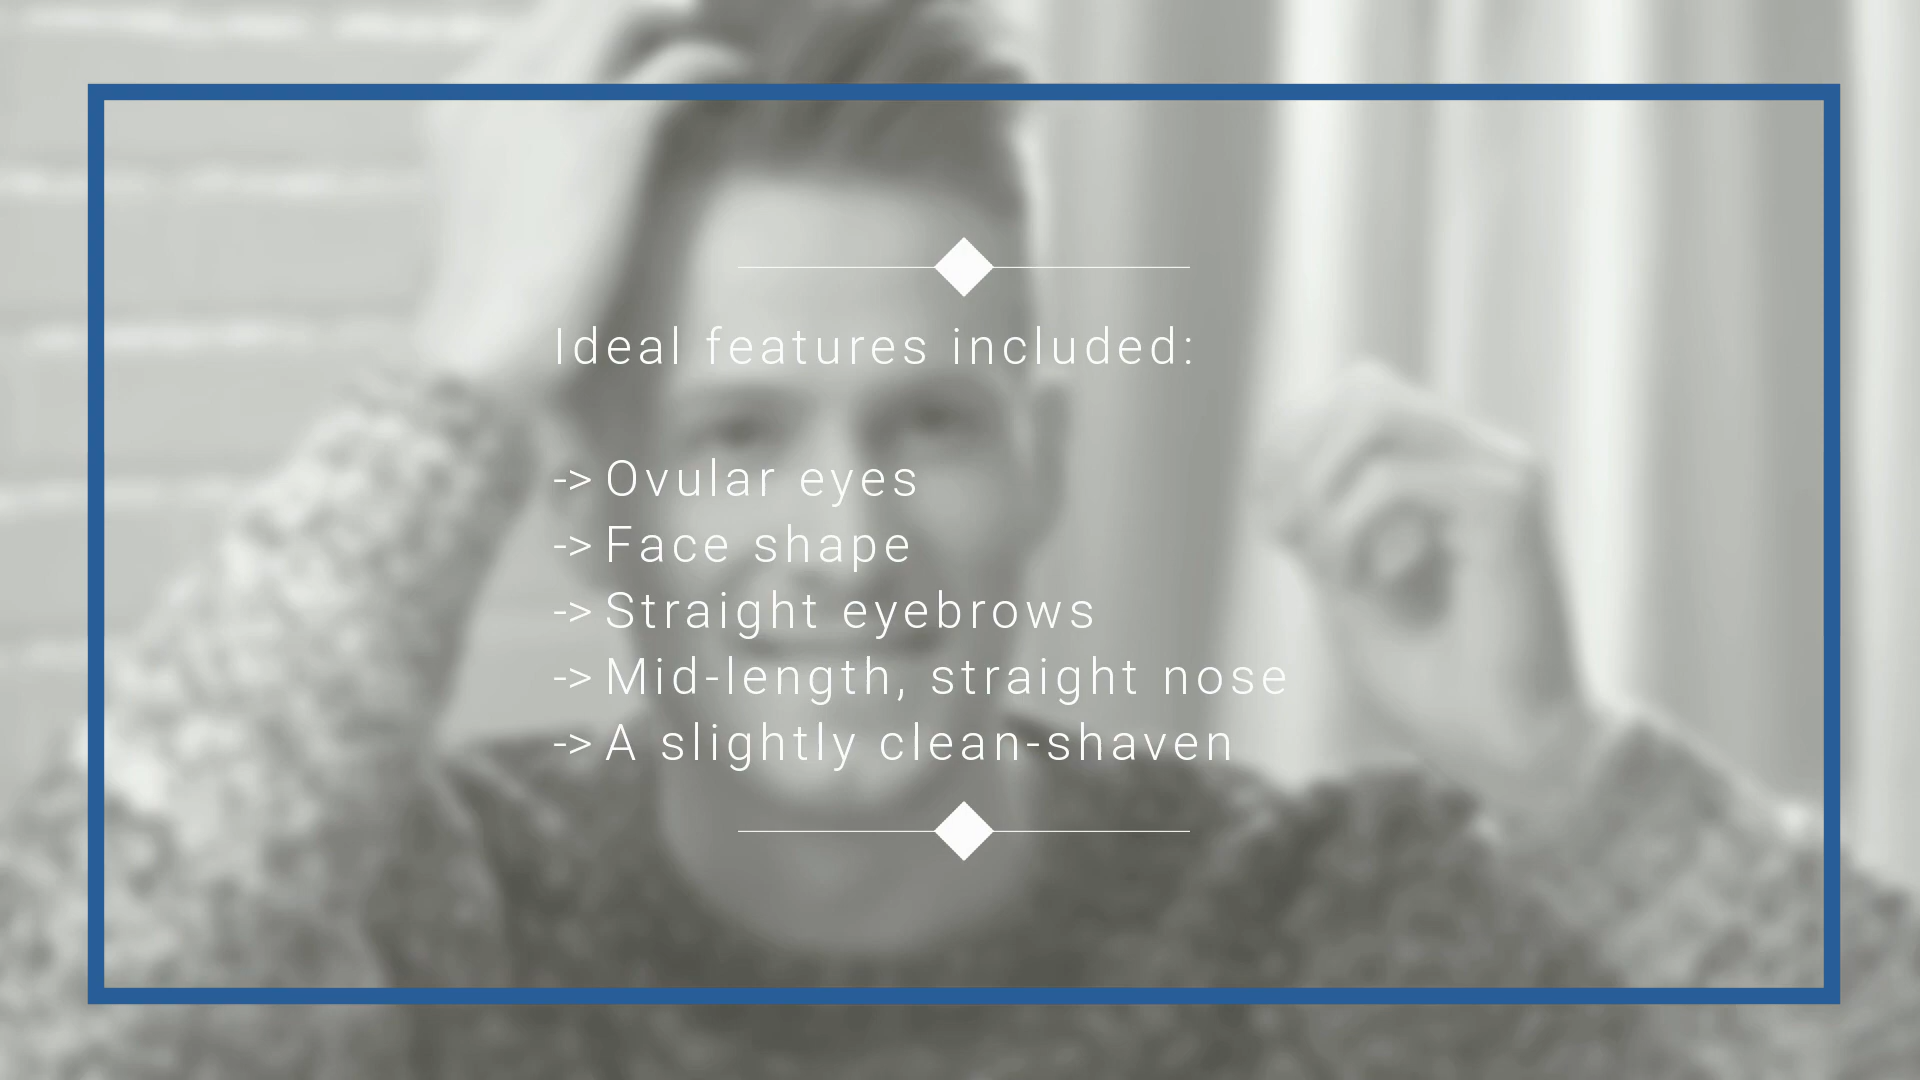 Ideal features included:
-> Ovular eyes
-> Face shape
-> Straight eyebrows
-> Mid-length, straight nose
-> A slightly clean-shaven